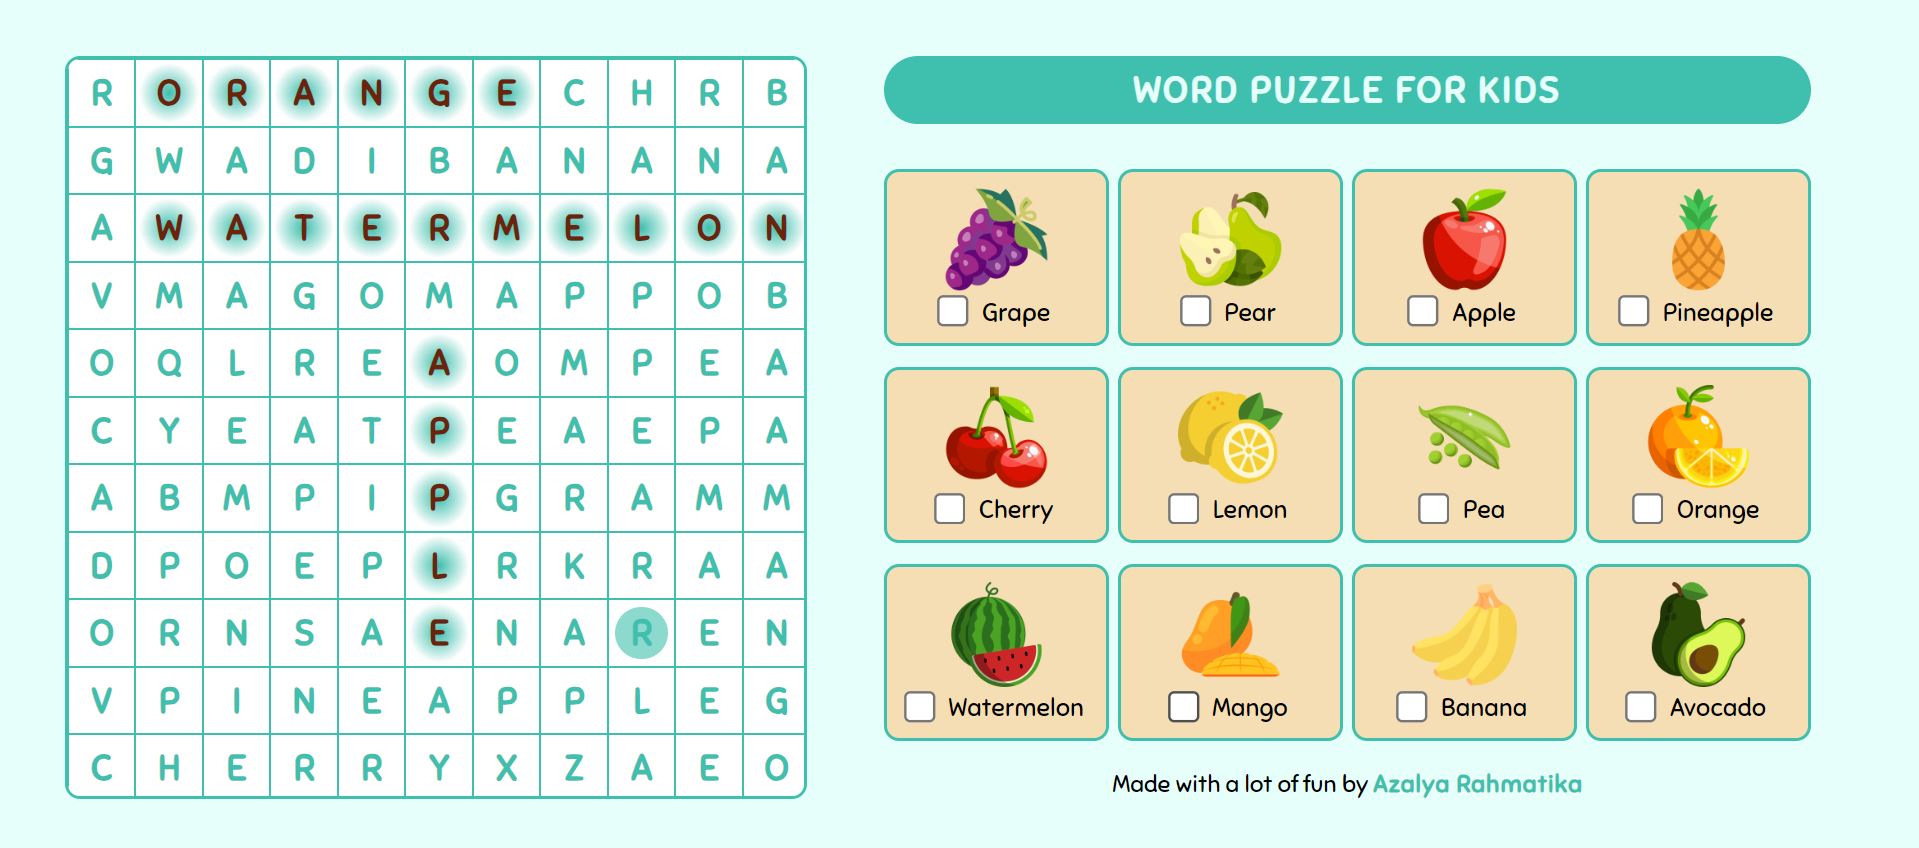 R O R A N G E C H R B
G W A D I B A N A N A
A W A T E R M E L O N
V M A G O M A P P O B
O Q L R E A O M P E A
C Y E A T P E A E P A
A B M P I P G R A M M
D P O E P L R K R A A
O R N S A E N A R E N
V P I N E A P P L E G
C H E R R Y X Z A E O
WORD PUZZLE FOR KIDS
Grape
Pear
Apple
Pineapple
Cherry
Lemon
Pea
Orange
Watermelon
Mango
Banana
Avocado
Made with a lot of fun by Azalya Rahmatika